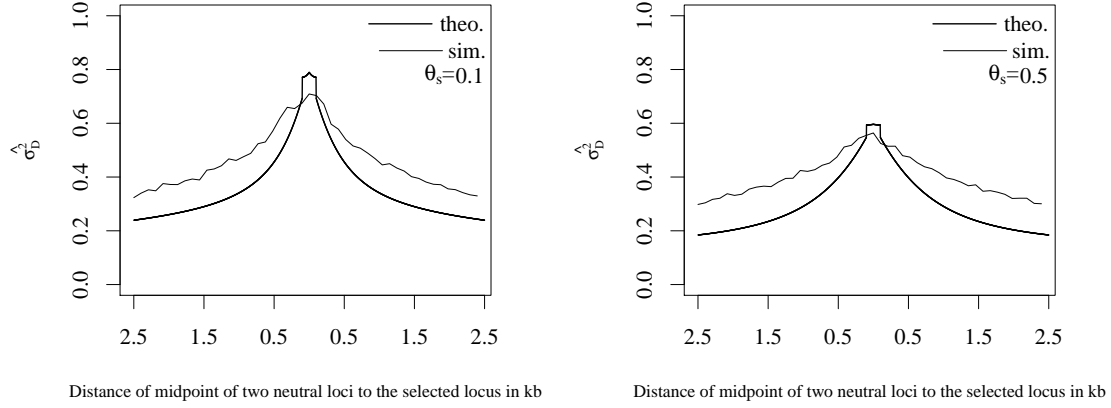 theo.
sim.
θs=0.1
1.0
0.8
0.6
0.4
0.2
0.0
σ̂²D
2.5 1.5 0.5 0.5 1.5 2.5
Distance of midpoint of two neutral loci to the selected locus in kb
theo.
sim.
θs=0.5
1.0
0.8
0.6
0.4
0.2
0.0
σ̂²D
2.5 1.5 0.5 0.5 1.5 2.5
Distance of midpoint of two neutral loci to the selected locus in kb